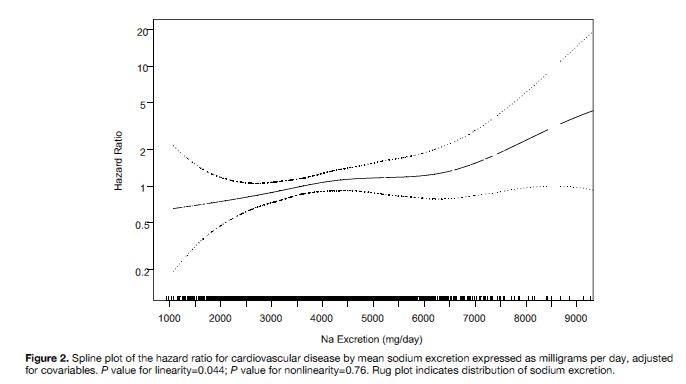 20
10
5
2
1
0.5
0.2
Hazard Ratio
1000 2000 3000 4000 5000 6000 7000 8000 9000
Na Excretion (mg/day)
Figure 2. Spline plot of the hazard ratio for cardiovascular disease by mean sodium excretion expressed as milligrams per day, adjusted
for covariables. P value for linearity=0.044; P value for nonlinearity=0.76. Rug plot indicates distribution of sodium excretion.